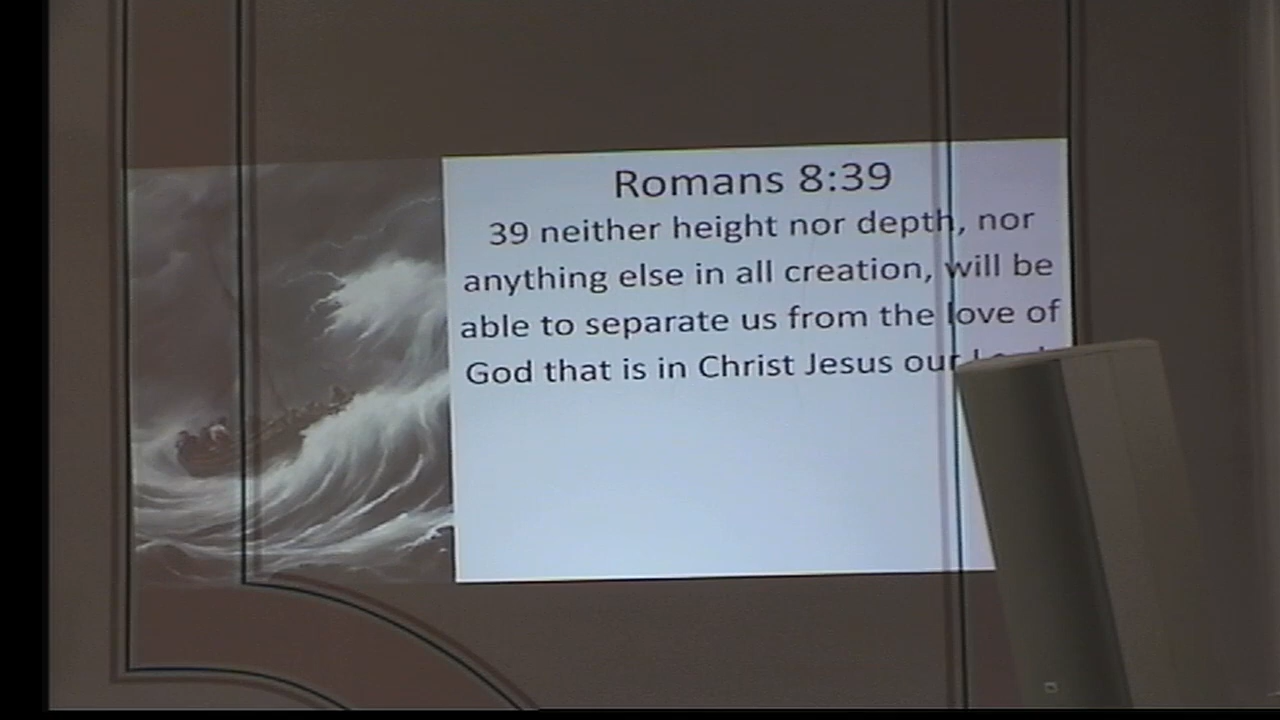 Romans 8:39
39 neither height nor depth, nor
anything else in all creation, will be
able to separate us from the love of
God that is in Christ Jesus our